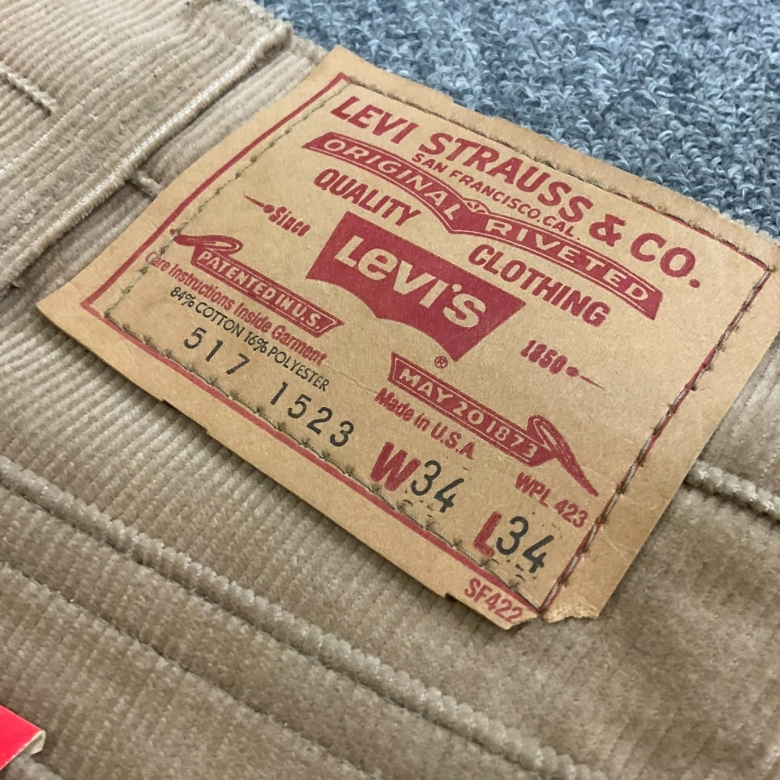 LEVI STRAUSS & CO.
SAN FRANCISCO.CAL.
ORIGINAL RIVETED
QUALITY CLOTHING
Since 1850
LEVI'S
®
PATENTED IN U.S.
MAY 20 1873
Care Instructions Inside Garment
Made in U.S.A
84% COTTON 16% POLYESTER
WPL 423
517 1523
W34 L34
SF422